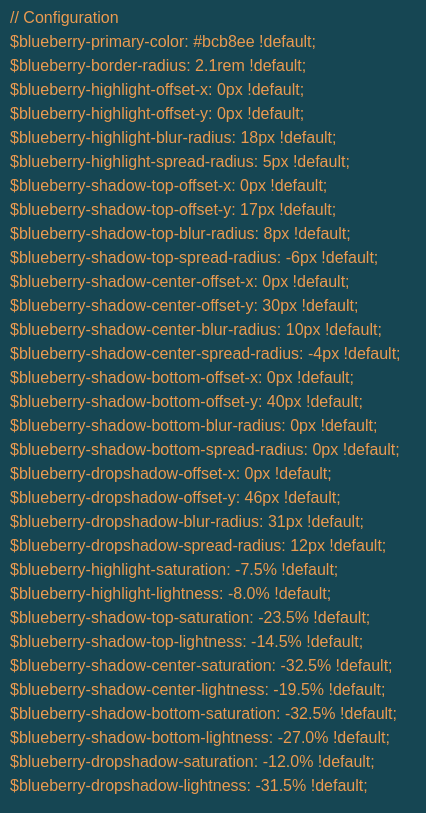 // Configuration
$blueberry-primary-color: #bcb8ee !default;
$blueberry-border-radius: 2.1rem !default;
$blueberry-highlight-offset-x: 0px !default;
$blueberry-highlight-offset-y: 0px !default;
$blueberry-highlight-blur-radius: 18px !default;
$blueberry-highlight-spread-radius: 5px !default;
$blueberry-shadow-top-offset-x: 0px !default;
$blueberry-shadow-top-offset-y: 17px !default;
$blueberry-shadow-top-blur-radius: 8px !default;
$blueberry-shadow-top-spread-radius: -6px !default;
$blueberry-shadow-center-offset-x: 0px !default;
$blueberry-shadow-center-offset-y: 30px !default;
$blueberry-shadow-center-blur-radius: 10px !default;
$blueberry-shadow-center-spread-radius: -4px !default;
$blueberry-shadow-bottom-offset-x: 0px !default;
$blueberry-shadow-bottom-offset-y: 40px !default;
$blueberry-shadow-bottom-blur-radius: 0px !default;
$blueberry-shadow-bottom-spread-radius: 0px !default;
$blueberry-dropshadow-offset-x: 0px !default;
$blueberry-dropshadow-offset-y: 46px !default;
$blueberry-dropshadow-blur-radius: 31px !default;
$blueberry-dropshadow-spread-radius: 12px !default;
$blueberry-highlight-saturation: -7.5% !default;
$blueberry-highlight-lightness: -8.0% !default;
$blueberry-shadow-top-saturation: -23.5% !default;
$blueberry-shadow-top-lightness: -14.5% !default;
$blueberry-shadow-center-saturation: -32.5% !default;
$blueberry-shadow-center-lightness: -19.5% !default;
$blueberry-shadow-bottom-saturation: -32.5% !default;
$blueberry-shadow-bottom-lightness: -27.0% !default;
$blueberry-dropshadow-saturation: -12.0% !default;
$blueberry-dropshadow-lightness: -31.5% !default;